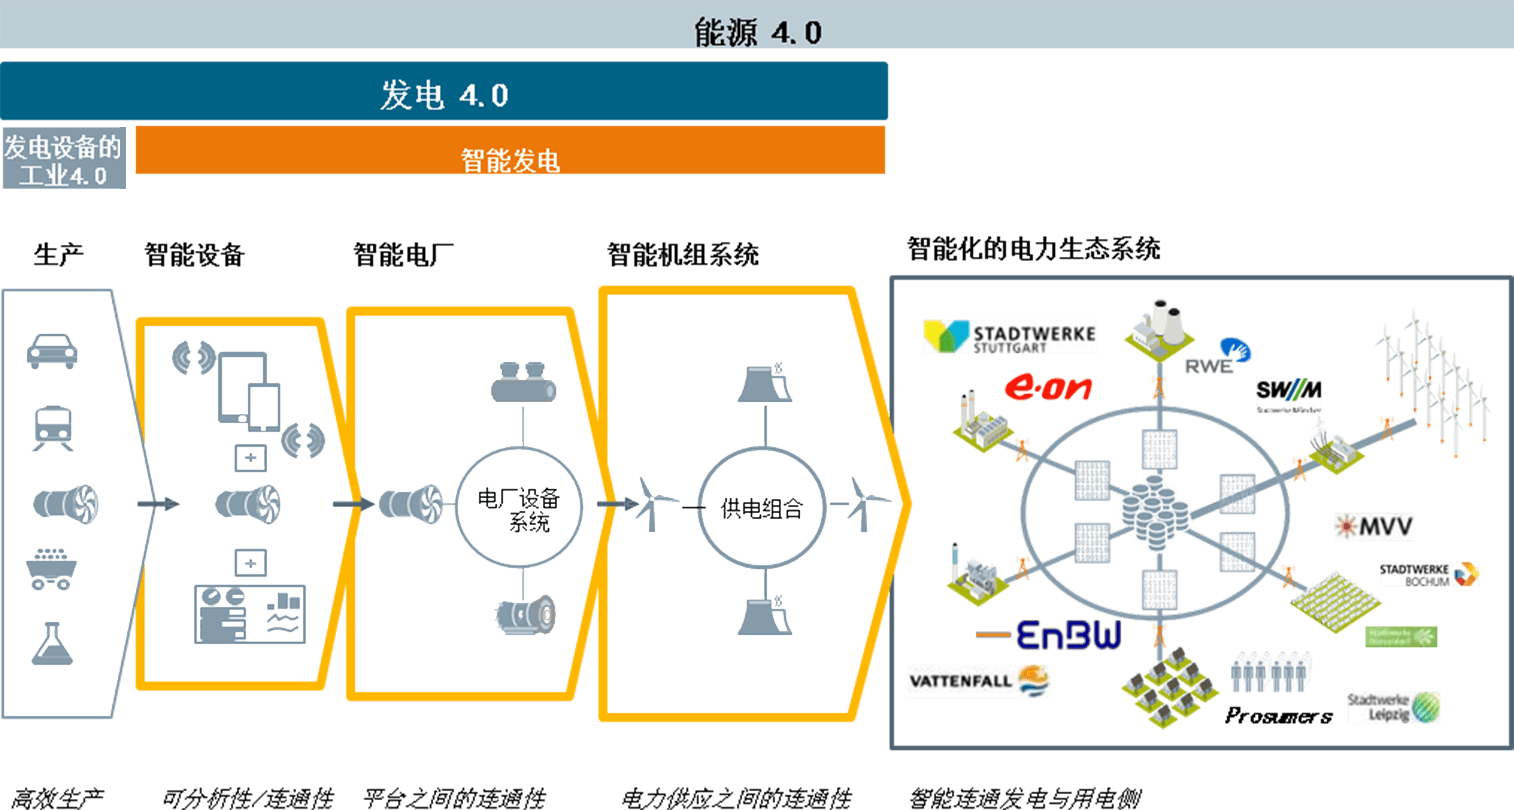 能源 4.0
发电 4.0
发电设备的
工业4.0
智能发电
生产
智能设备
智能电厂
智能机组系统
智能化的电力生态系统
电厂设备
系统
供电组合
STADTWERKE
STUTTGART
e·on
RWE
SW//M
MVV
STADTWERKE
BOCHUM
EnBW
VATTENFALL
Prosumers
Stadtwerke
Leipzig
高效生产
可分析性/连通性
平台之间的连通性
电力供应之间的连通性
智能连通发电与用电侧